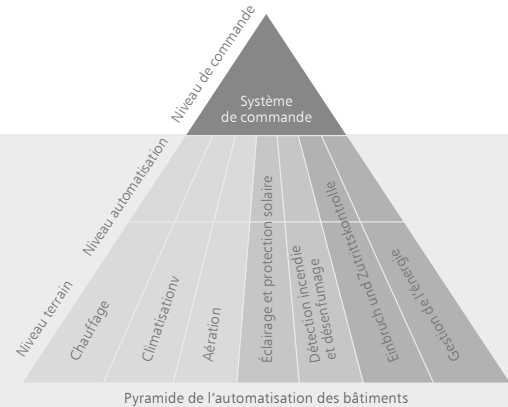 Niveau de commande
Système
de commande
Niveau automatisation
Niveau terrain
Chauffage
Climatisationv
Aération
Éclairage et protection solaire
Détection incendie
et désenfumage
Einbruch und Zutrittskontrolle
Gestion de l'énergie
Pyramide de l'automatisation des bâtiments